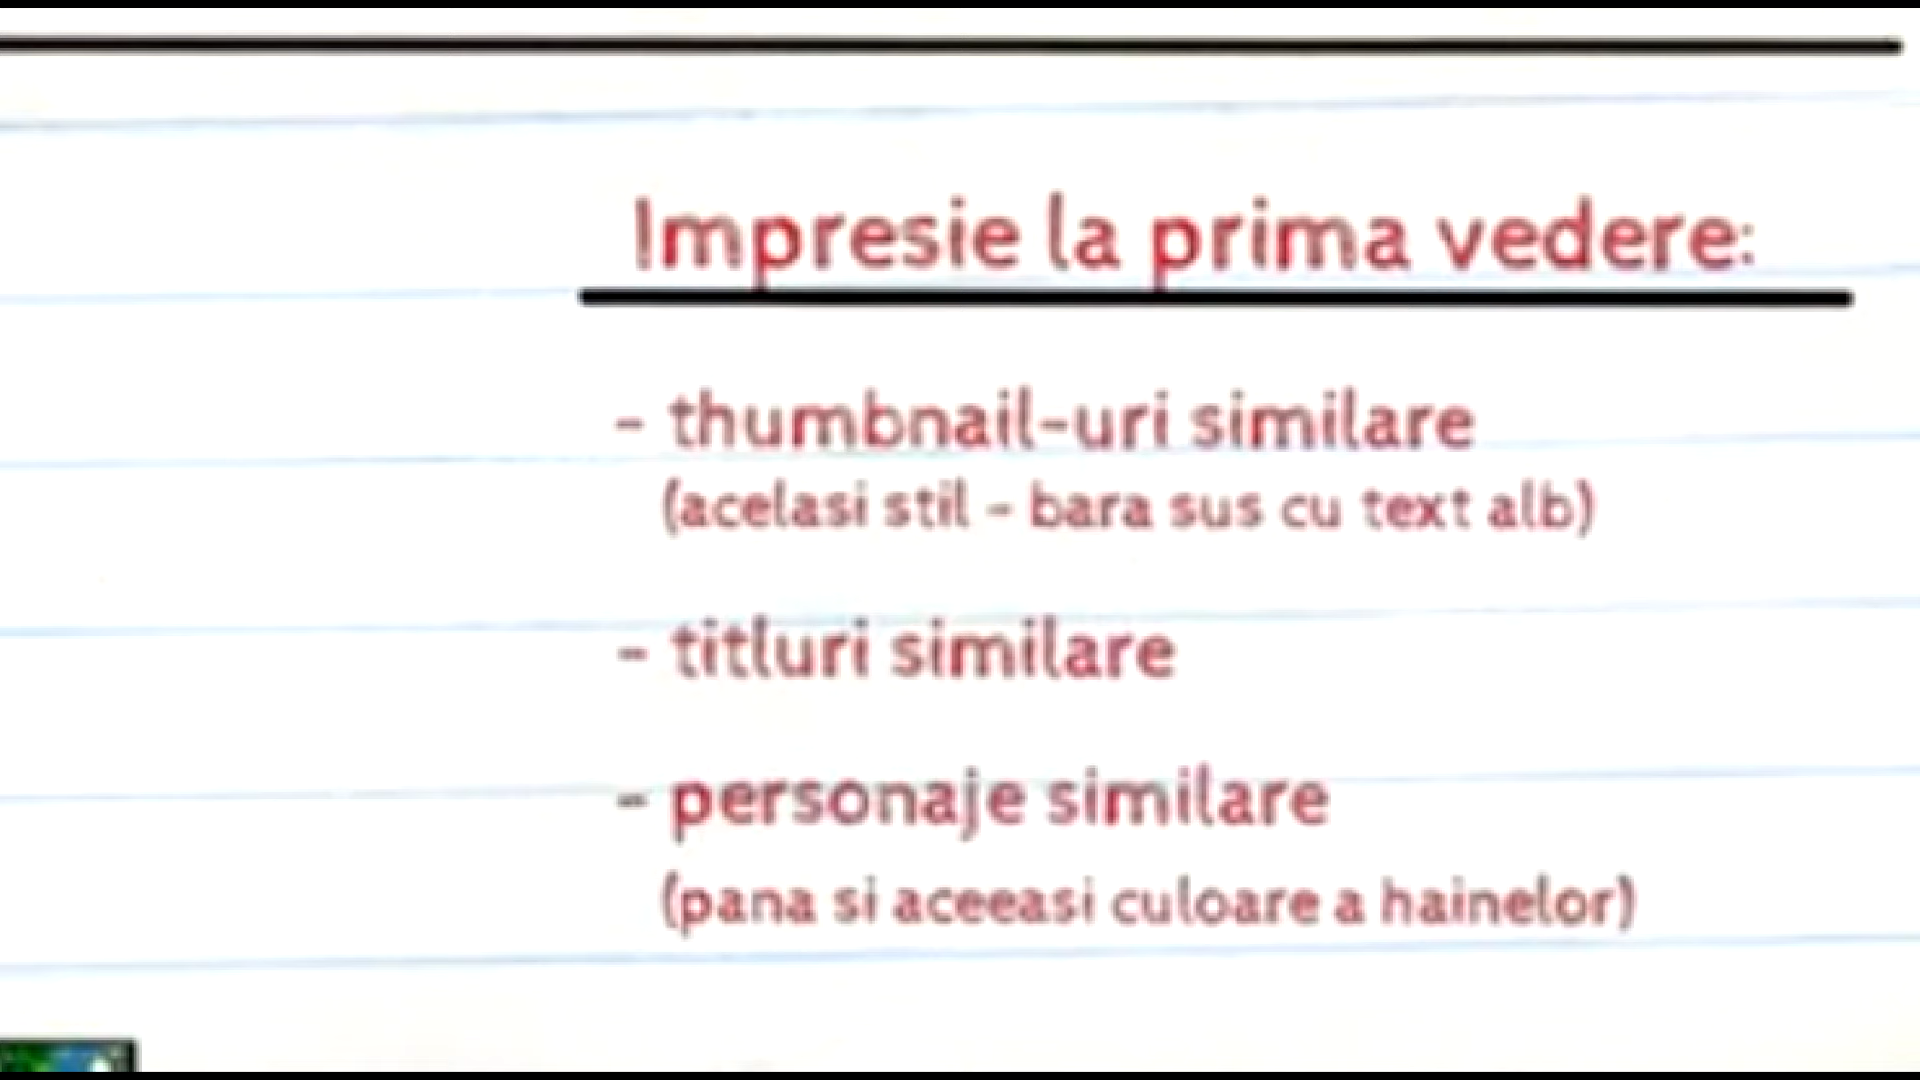 Impresie la prima vedere:
- thumbnail-uri similare
(acelasi stil - bara sus cu text alb)
- titluri similare
- personaje similare
(pana si aceeasi culoare a hainelor)